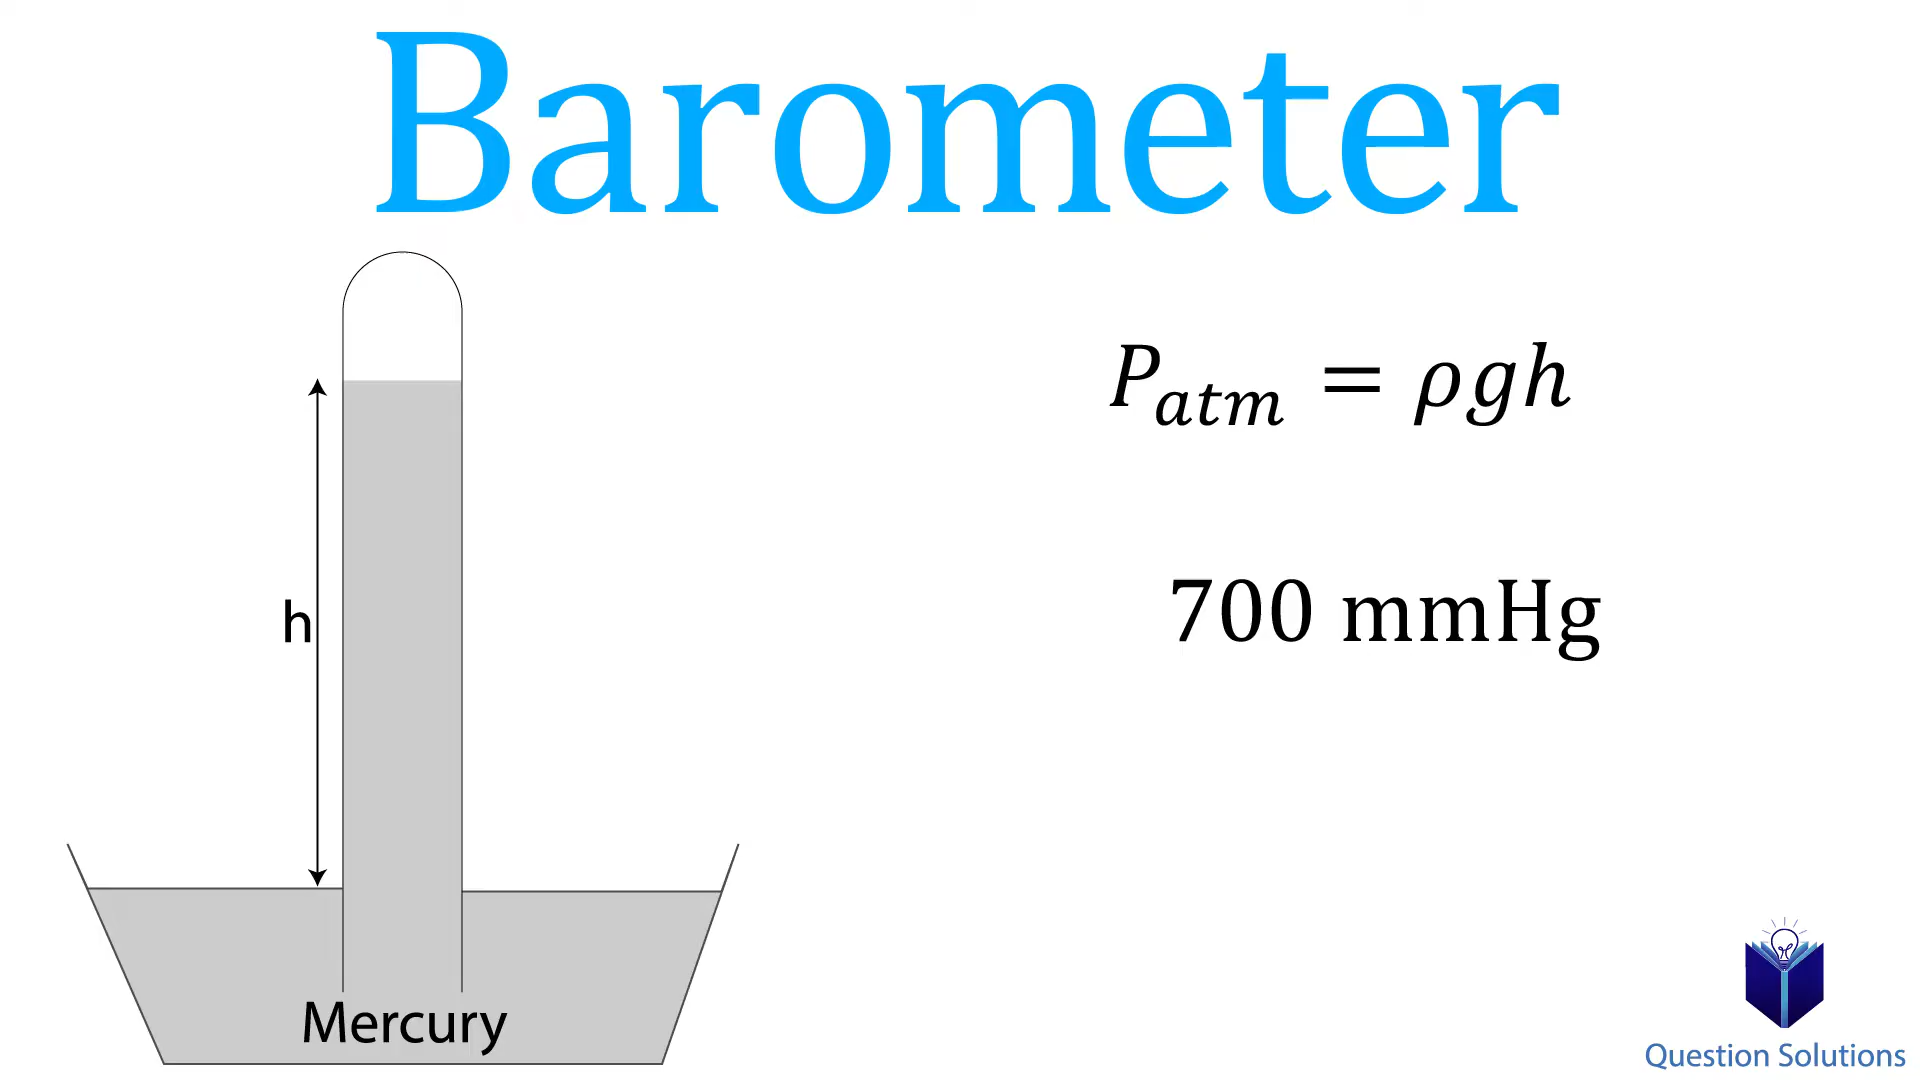 Barometer
P_atm = ρgh
h
700 mmHg
Mercury
Question Solutions